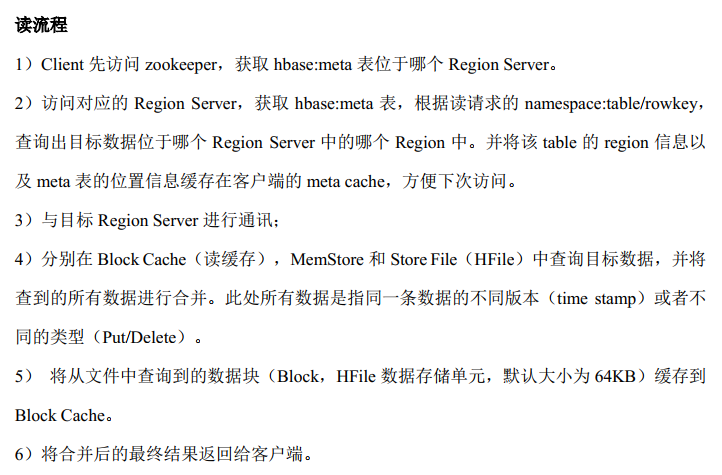 读流程
1）Client 先访问 zookeeper，获取 hbase:meta 表位于哪个 Region Server。
2）访问对应的 Region Server，获取 hbase:meta 表，根据读请求的 namespace:table/rowkey，
查询出目标数据位于哪个 Region Server 中的哪个 Region 中。并将该 table 的 region 信息以
及 meta 表的位置信息缓存在客户端的 meta cache，方便下次访问。
3）与目标 Region Server 进行通讯；
4）分别在 Block Cache（读缓存），MemStore 和 Store File（HFile）中查询目标数据，并将
查到的所有数据进行合并。此处所有数据是指同一条数据的不同版本（time stamp）或者不
同的类型（Put/Delete）。
5） 将从文件中查询到的数据块（Block，HFile 数据存储单元，默认大小为 64KB）缓存到
Block Cache。
6）将合并后的最终结果返回给客户端。